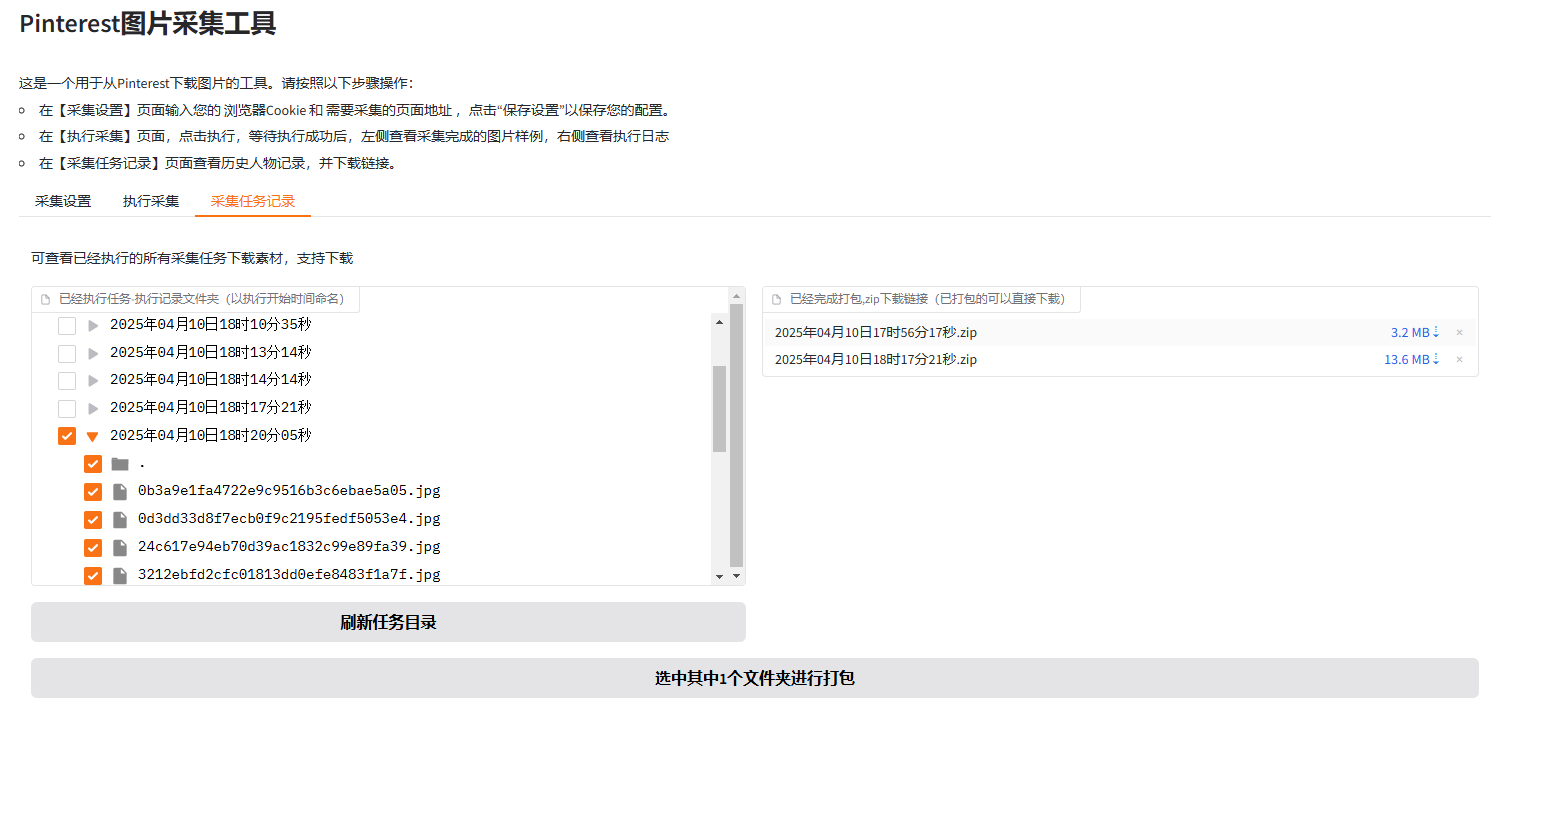 Pinterest图片采集工具
这是一个用于从Pinterest下载图片的工具。请按照以下步骤操作：
在【采集设置】页面输入您的 浏览器Cookie 和 需要采集的页面地址 ，点击“保存设置”以保存您的配置。
在【执行采集】页面，点击执行，等待执行成功后，左侧查看采集完成的图片样例，右侧查看执行日志
在【采集任务记录】页面查看历史人物记录，并下载链接。
采集设置 执行采集 采集任务记录
可查看已经执行的所有采集任务下载素材，支持下载
已经执行任务-执行记录文件夹（以执行开始时间命名）
2025年04月10日18时10分35秒
2025年04月10日18时13分14秒
2025年04月10日18时14分14秒
2025年04月10日18时17分21秒
2025年04月10日18时20分05秒
.
0b3a9e1fa4722e9c9516b3c6ebae5a05.jpg
0d3dd33d8f7ecb0f9c2195fedf5053e4.jpg
24c617e94eb70d39ac1832c99e89fa39.jpg
3212ebfd2cfc01813dd0efe8483f1a7f.jpg
已经完成打包,zip下载链接（已打包的可以直接下载）
2025年04月10日17时56分17秒.zip 3.2 MB⇣ ×
2025年04月10日18时17分21秒.zip 13.6 MB⇣ ×
刷新任务目录
选中其中1个文件夹进行打包